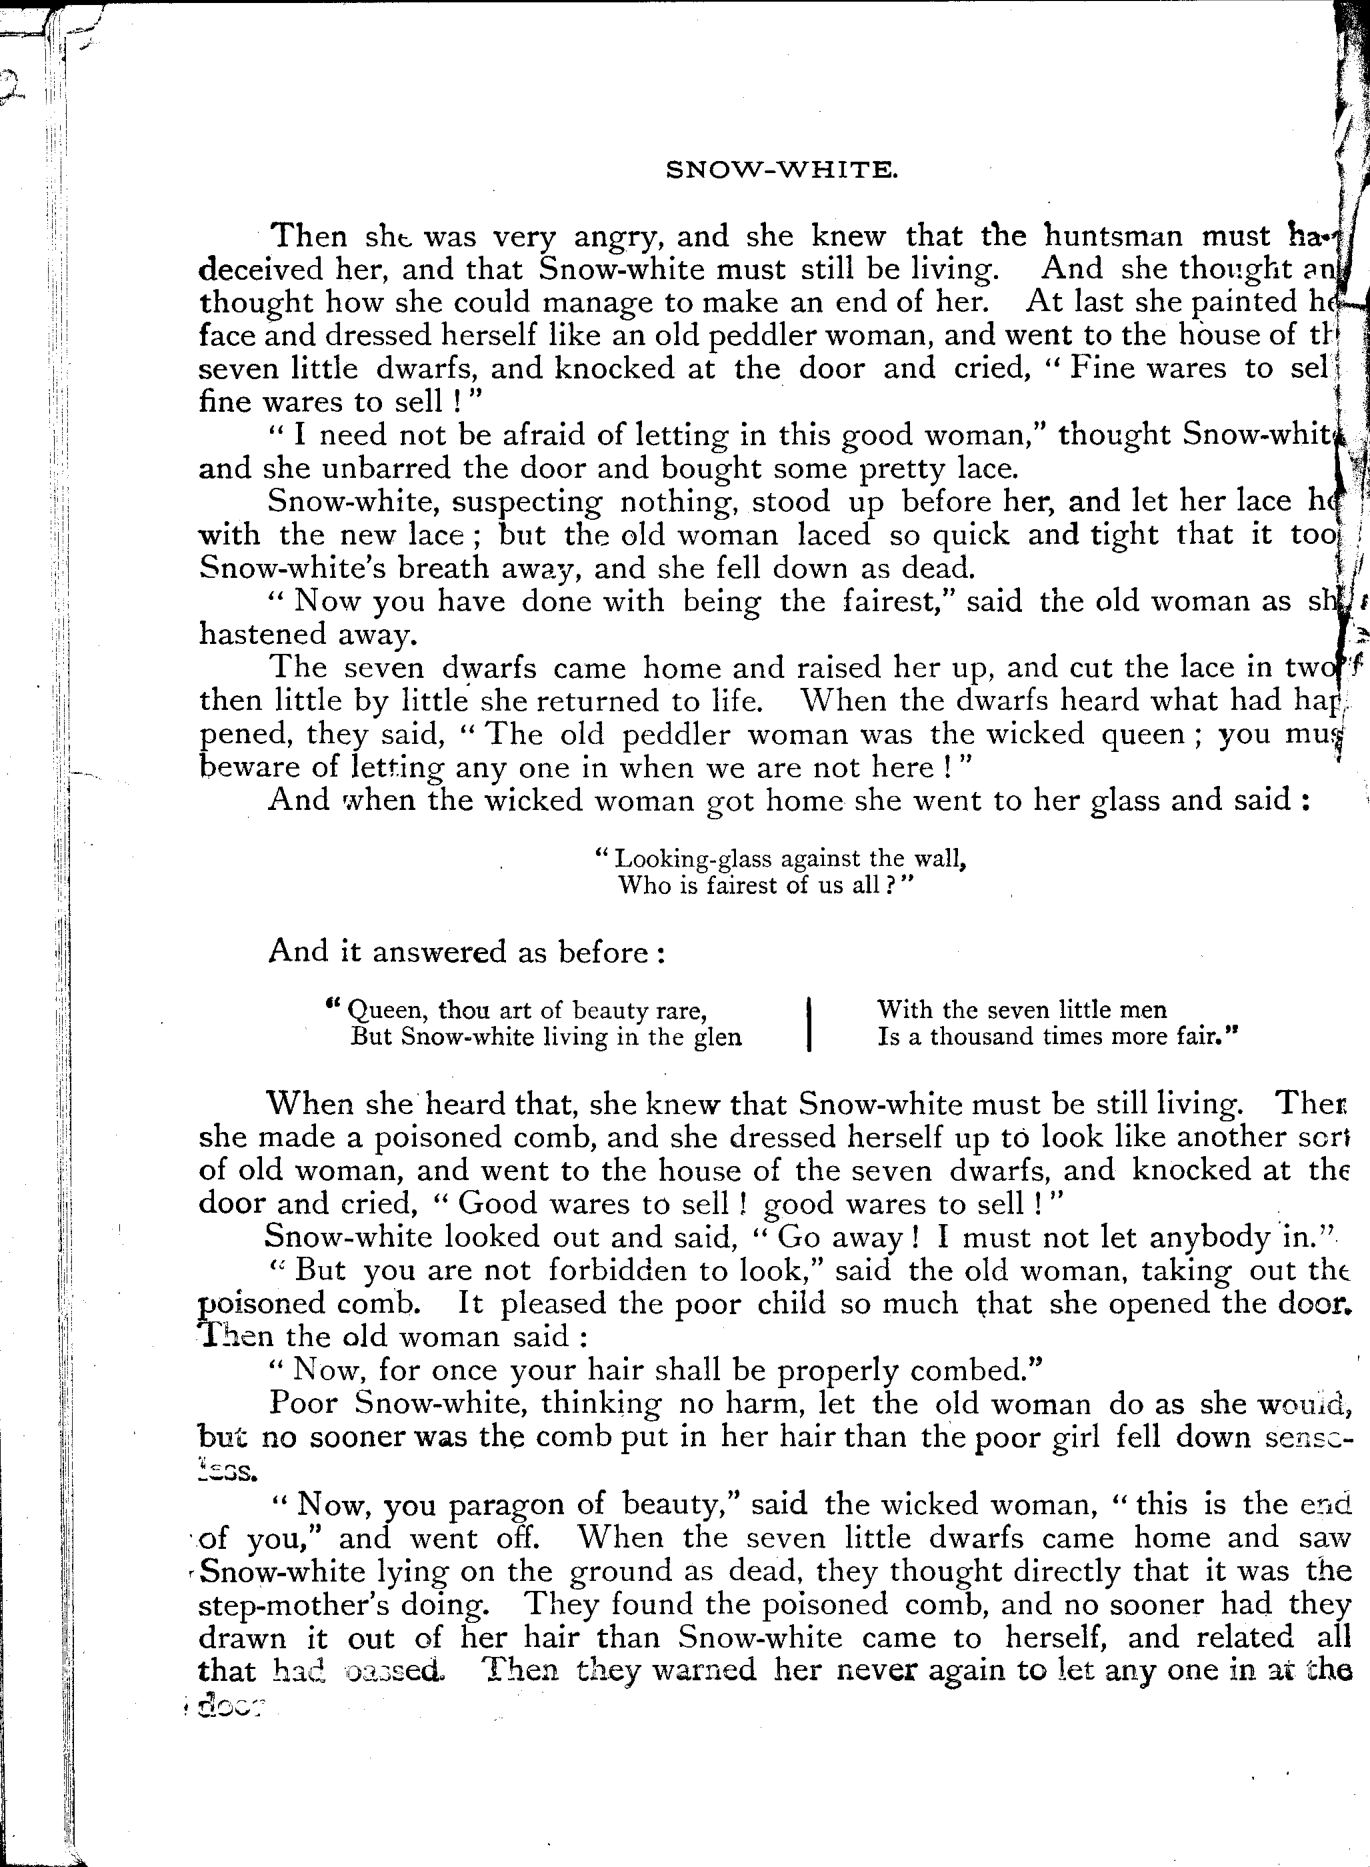 SNOW-WHITE.
Then she was very angry, and she knew that the huntsman must
deceived her, and that Snow-white must still be living. And she thought an
thought how she could manage to make an end of her. At last she painted he
face and dressed herself like an old peddler woman, and went to the house of th
seven little dwarfs, and knocked at the door and cried, “ Fine wares to sell
fine wares to sell ! ”
“ I need not be afraid of letting in this good woman,” thought Snow-white
and she unbarred the door and bought some pretty lace.
Snow-white, suspecting nothing, stood up before her, and let her lace he
with the new lace ; but the old woman laced so quick and tight that it too
Snow-white’s breath away, and she fell down as dead.
“ Now you have done with being the fairest,” said the old woman as sh
hastened away.
The seven dwarfs came home and raised her up, and cut the lace in two
then little by little she returned to life. When the dwarfs heard what had hap
pened, they said, “ The old peddler woman was the wicked queen ; you mus
beware of letting any one in when we are not here ! ”
And when the wicked woman got home she went to her glass and said :
“ Looking-glass against the wall,
Who is fairest of us all ? ”
And it answered as before :
“ Queen, thou art of beauty rare,
But Snow-white living in the glen
With the seven little men
Is a thousand times more fair.”
When she heard that, she knew that Snow-white must be still living. Then
she made a poisoned comb, and she dressed herself up to look like another sort
of old woman, and went to the house of the seven dwarfs, and knocked at the
door and cried, “ Good wares to sell ! good wares to sell ! ”
Snow-white looked out and said, “ Go away ! I must not let anybody in.”
“ But you are not forbidden to look,” said the old woman, taking out the
poisoned comb. It pleased the poor child so much that she opened the door.
Then the old woman said :
“ Now, for once your hair shall be properly combed.”
Poor Snow-white, thinking no harm, let the old woman do as she would,
but no sooner was the comb put in her hair than the poor girl fell down sense-
less.
“ Now, you paragon of beauty,” said the wicked woman, “ this is the end
of you,” and went off. When the seven little dwarfs came home and saw
Snow-white lying on the ground as dead, they thought directly that it was the
step-mother’s doing. They found the poisoned comb, and no sooner had they
drawn it out of her hair than Snow-white came to herself, and related all
that had passed. Then they warned her never again to let any one in at the
door